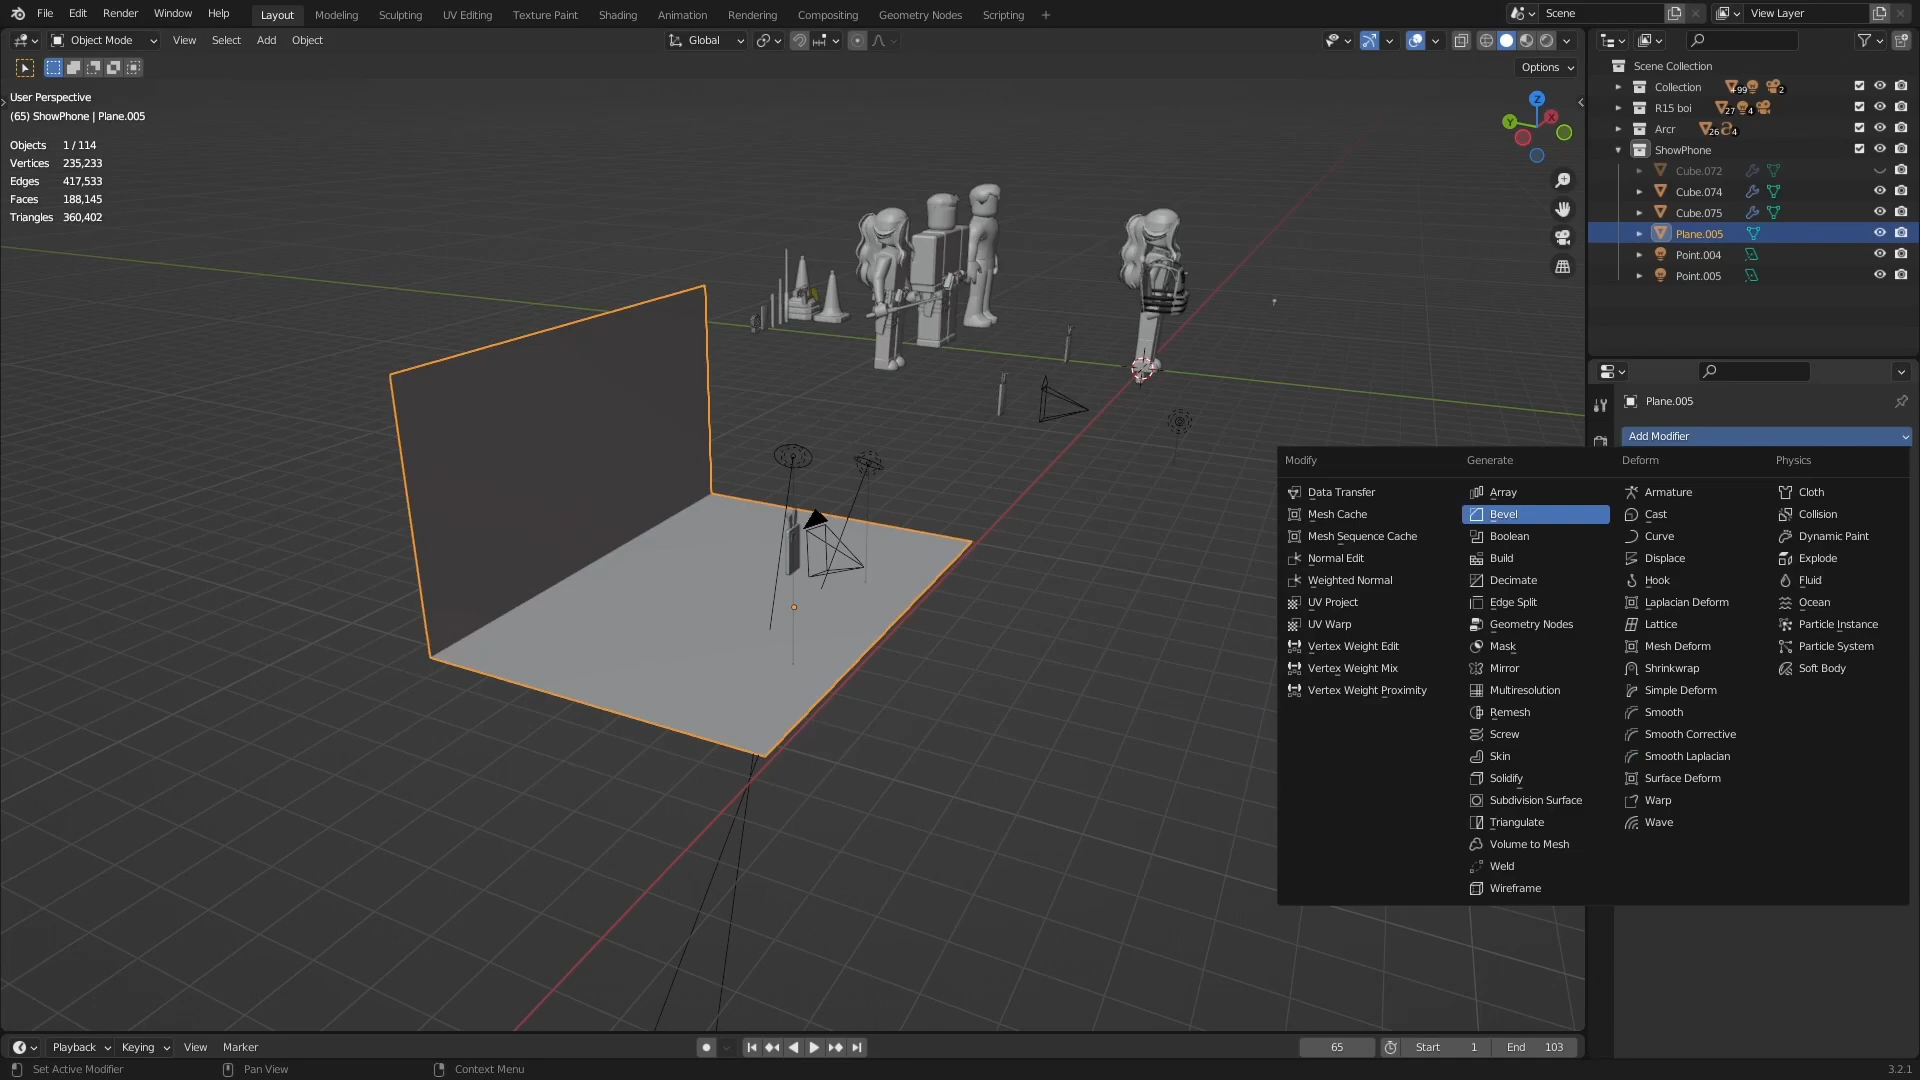 File Edit Render Window Help Layout Modeling Sculpting UV Editing Texture Paint Shading Animation Rendering Compositing Geometry Nodes Scripting + Scene View Layer
Object Mode View Select Add Object Global
Options
User Perspective
(65) ShowPhone | Plane.005
Objects 1 / 114
Vertices 235,233
Edges 417,533
Faces 188,145
Triangles 360,402
Z
Y
X
Scene Collection
Collection +99 2
R15 boi 27 4
Arcr 26 4
ShowPhone
Cube.072
Cube.074
Cube.075
Plane.005
Point.004
Point.005
Plane.005
Add Modifier
Modify Generate Deform Physics
Data Transfer Array Armature Cloth
Mesh Cache Bevel Cast Collision
Mesh Sequence Cache Boolean Curve Dynamic Paint
Normal Edit Build Displace Explode
Weighted Normal Decimate Hook Fluid
UV Project Edge Split Laplacian Deform Ocean
UV Warp Geometry Nodes Lattice Particle Instance
Vertex Weight Edit Mask Mesh Deform Particle System
Vertex Weight Mix Mirror Shrinkwrap Soft Body
Vertex Weight Proximity Multiresolution Simple Deform
Remesh Smooth
Screw Smooth Corrective
Skin Smooth Laplacian
Solidify Surface Deform
Subdivision Surface Warp
Triangulate Wave
Volume to Mesh
Weld
Wireframe
Playback Keying View Marker 65 Start 1 End 103
Set Active Modifier Pan View Context Menu 3.2.1